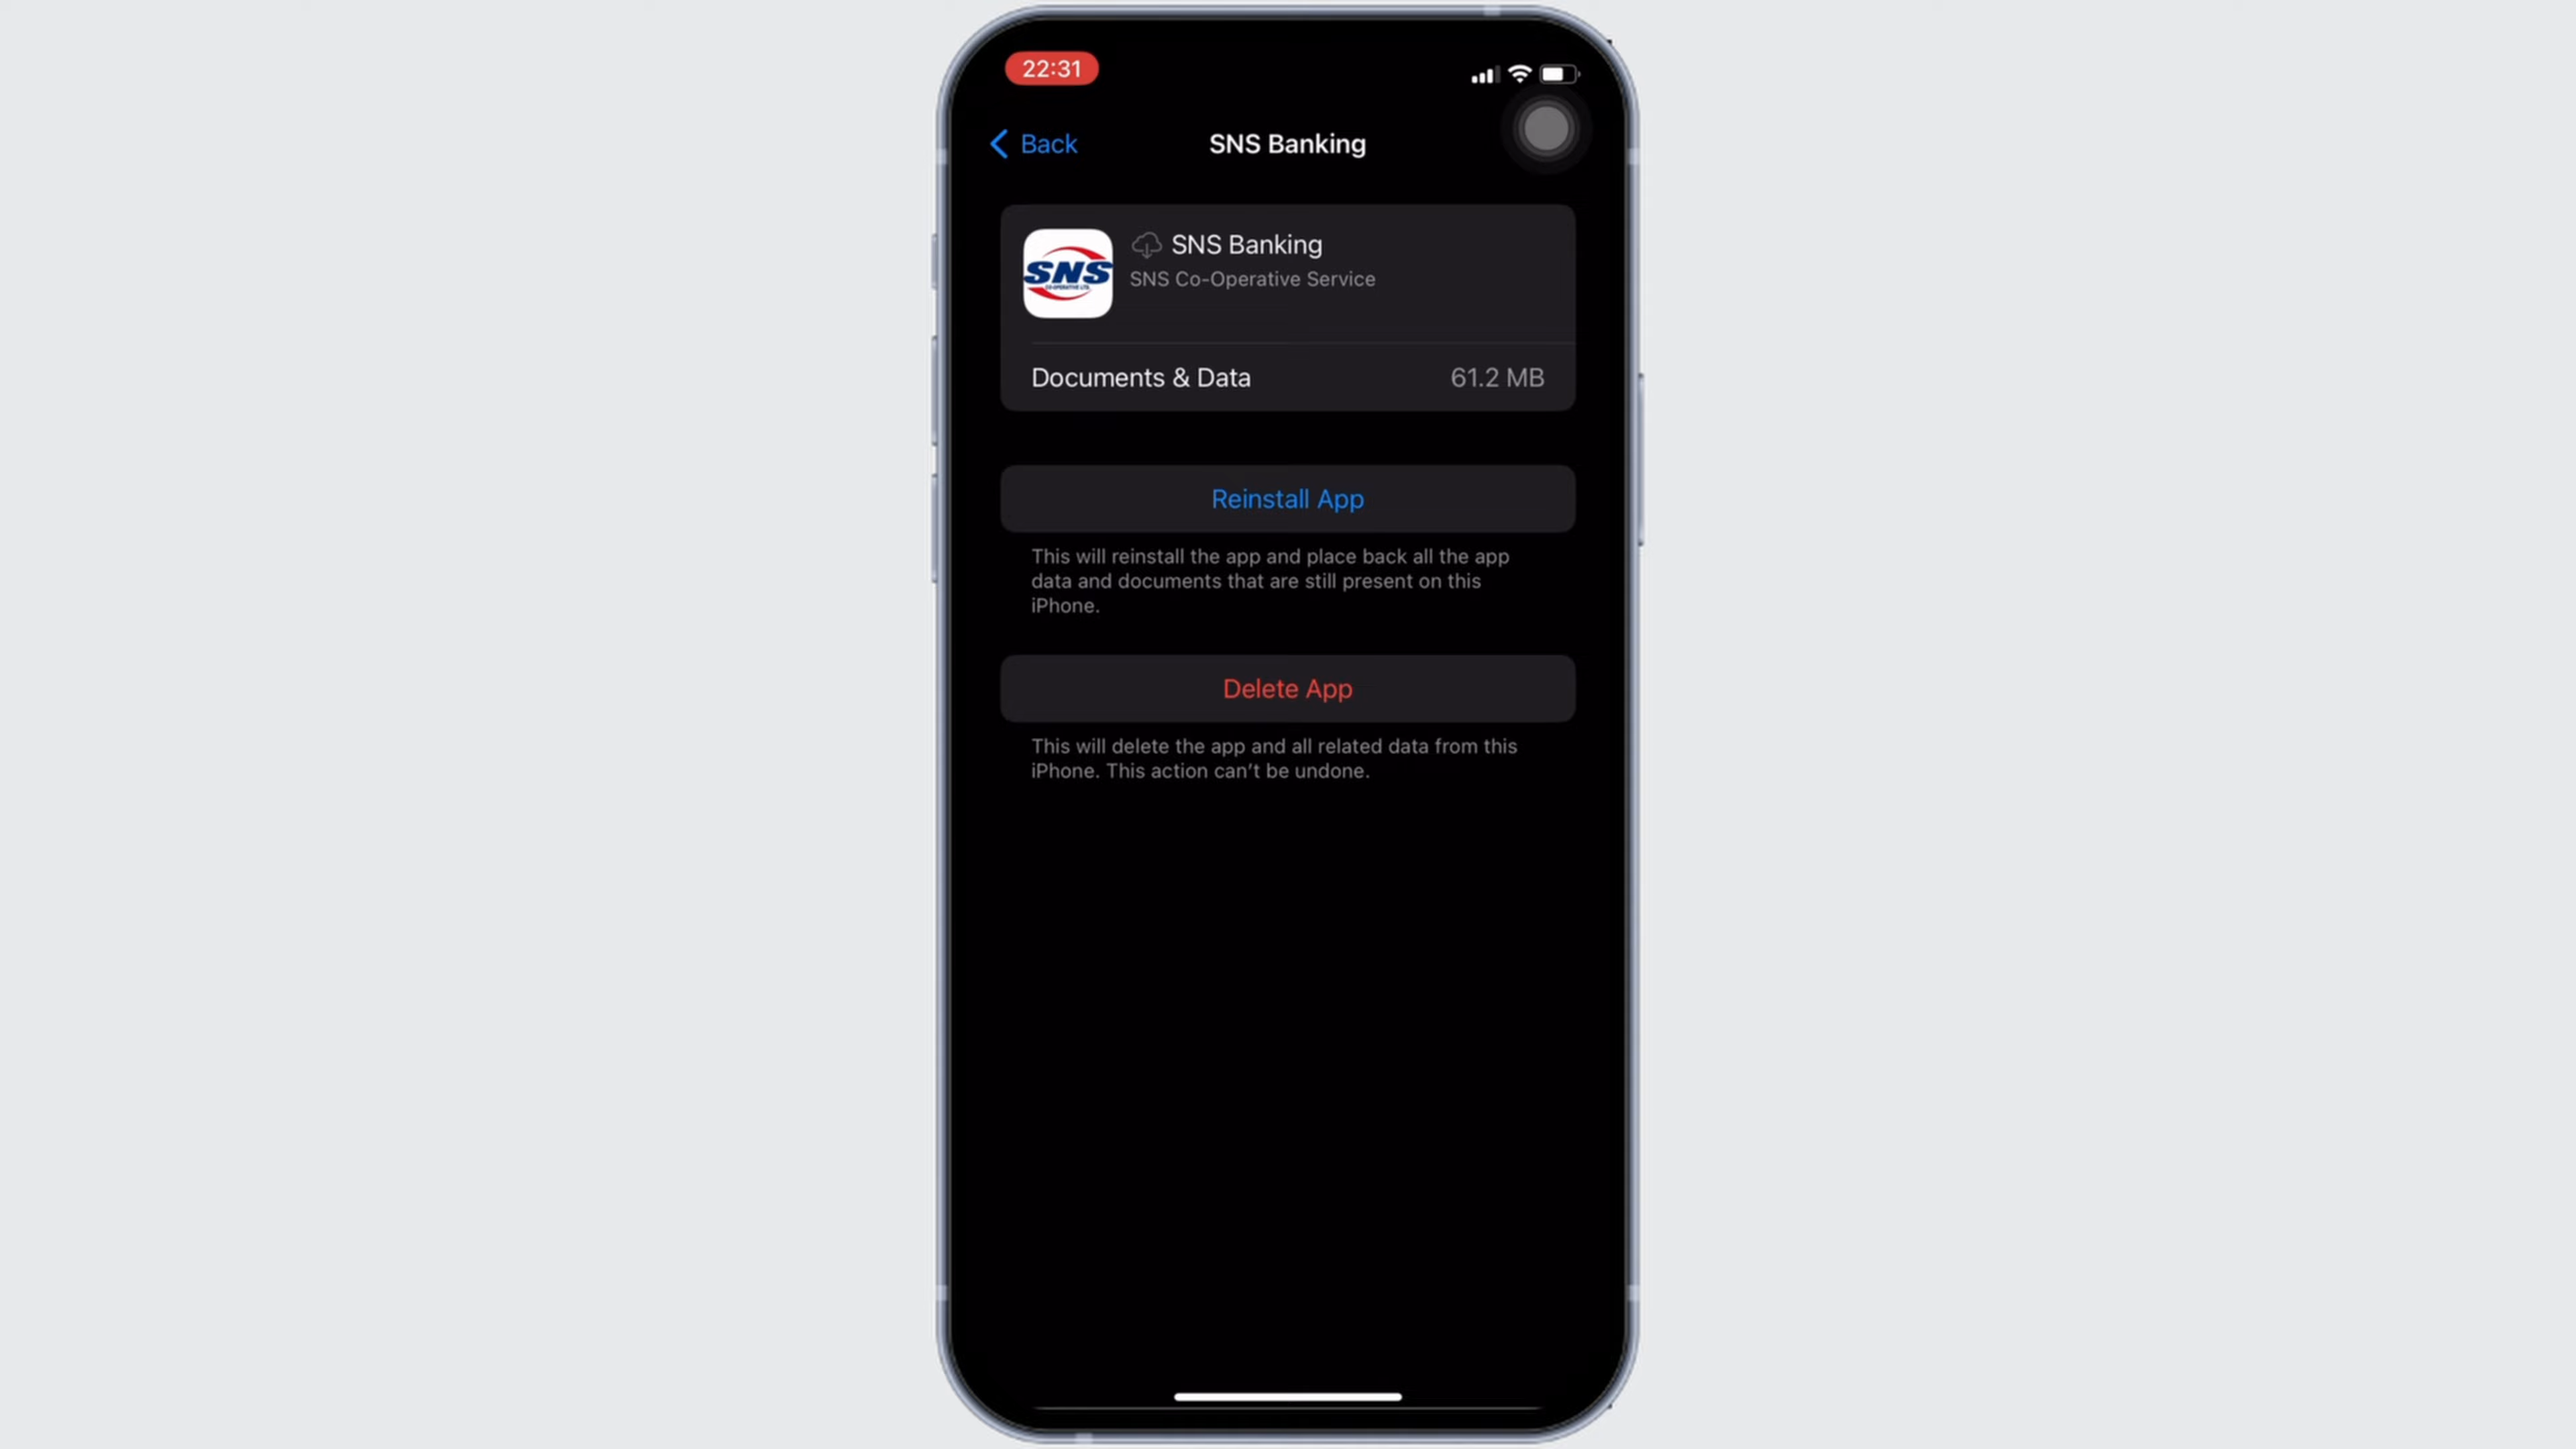 22:31
Back
SNS Banking
SNS
CO-OPERATIVE LTD.
SNS Banking
SNS Co-Operative Service
Documents & Data 61.2 MB
Reinstall App
This will reinstall the app and place back all the app
data and documents that are still present on this
iPhone.
Delete App
This will delete the app and all related data from this
iPhone. This action can't be undone.